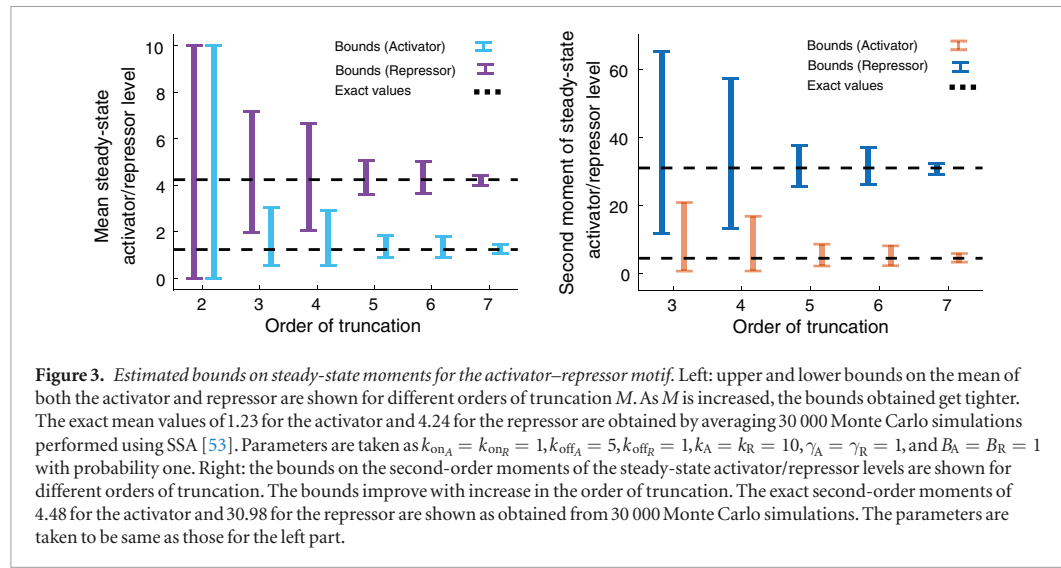 10
8
6
4
2
0
Mean steady-state
activator/repressor level
Bounds (Activator)
Bounds (Repressor)
Exact values
2 3 4 5 6 7
Order of truncation
60
40
20
0
Second moment of steady-state
activator/repressor level
Bounds (Activator)
Bounds (Repressor)
Exact values
3 4 5 6 7
Order of truncation
Figure 3. Estimated bounds on steady-state moments for the activator–repressor motif. Left: upper and lower bounds on the mean of
both the activator and repressor are shown for different orders of truncation M. As M is increased, the bounds obtained get tighter.
The exact mean values of 1.23 for the activator and 4.24 for the repressor are obtained by averaging 30 000 Monte Carlo simulations
performed using SSA [53]. Parameters are taken as k_on_A = k_on_R = 1, k_off_A = 5, k_off_R = 1, k_A = k_R = 10, γ_A = γ_R = 1, and B_A = B_R = 1
with probability one. Right: the bounds on the second-order moments of the steady-state activator/repressor levels are shown for
different orders of truncation. The bounds improve with increase in the order of truncation. The exact second-order moments of
4.48 for the activator and 30.98 for the repressor are shown as obtained from 30 000 Monte Carlo simulations. The parameters are
taken to be same as those for the left part.